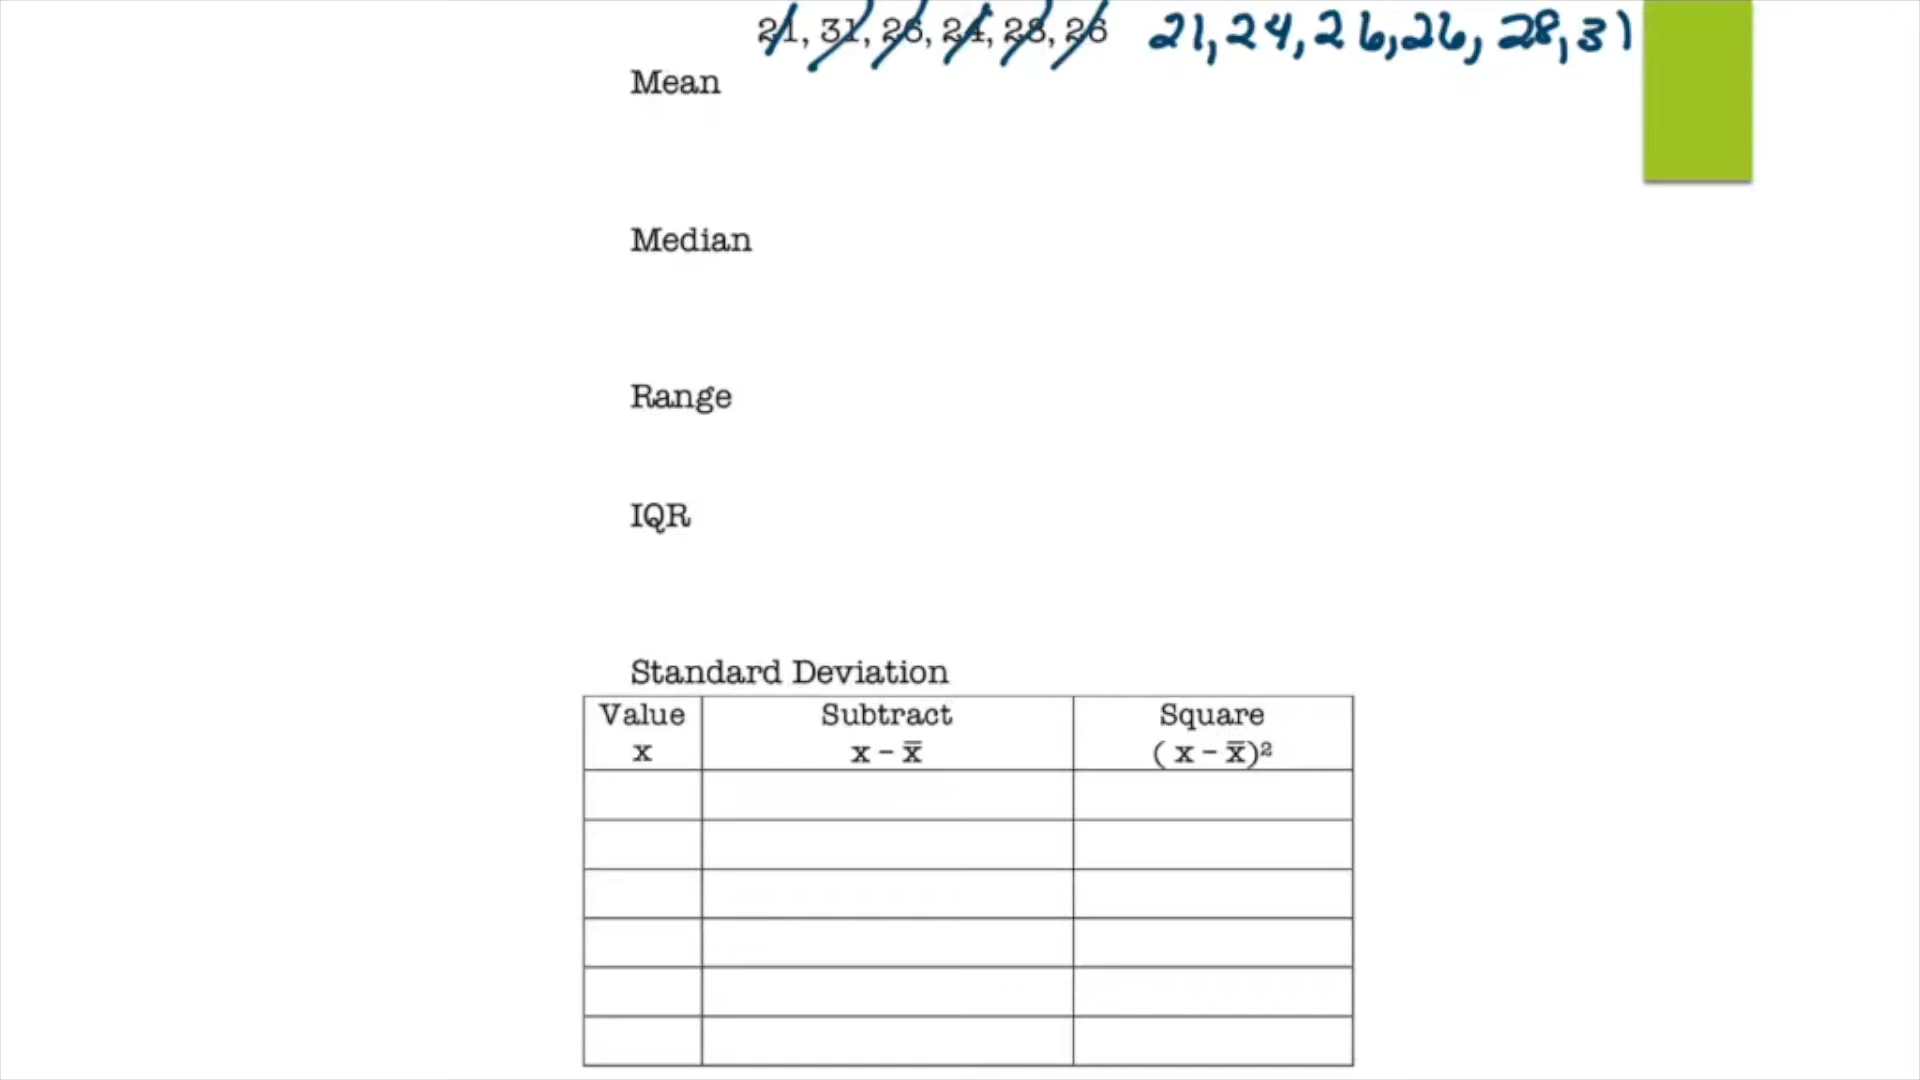 21, 31, 26, 24, 28, 26 21, 24, 26, 26, 28, 31
Mean
Median
Range
IQR
Standard Deviation
Value Subtract Square
x x - x̅ ( x - x̅)²